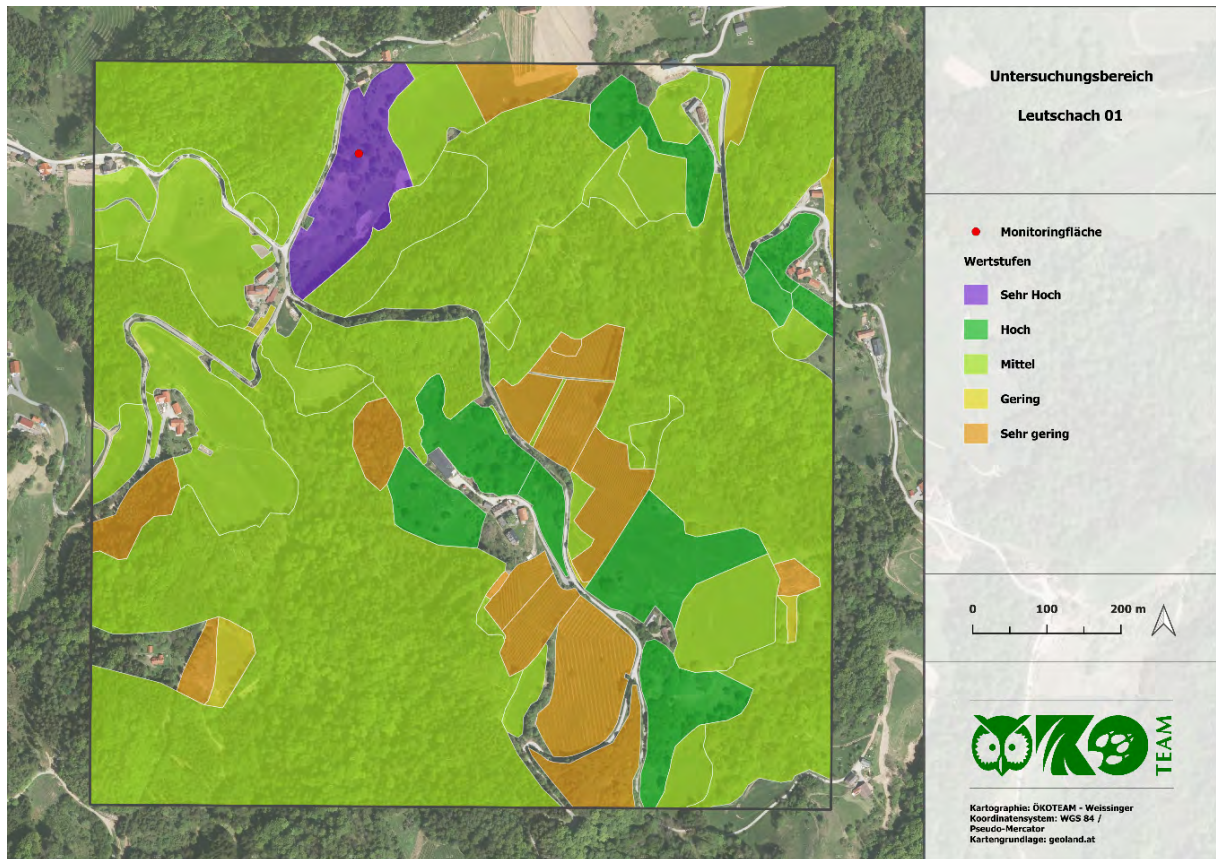 Untersuchungsbereich
Leutschach 01
Monitoringfläche
Wertstufen
Sehr Hoch
Hoch
Mittel
Gering
Sehr gering
0 100 200 m
ÖKO
TEAM
Kartographie: ÖKOTEAM - Weissinger
Koordinatensystem: WGS 84 /
Pseudo-Mercator
Kartengrundlage: geoland.at